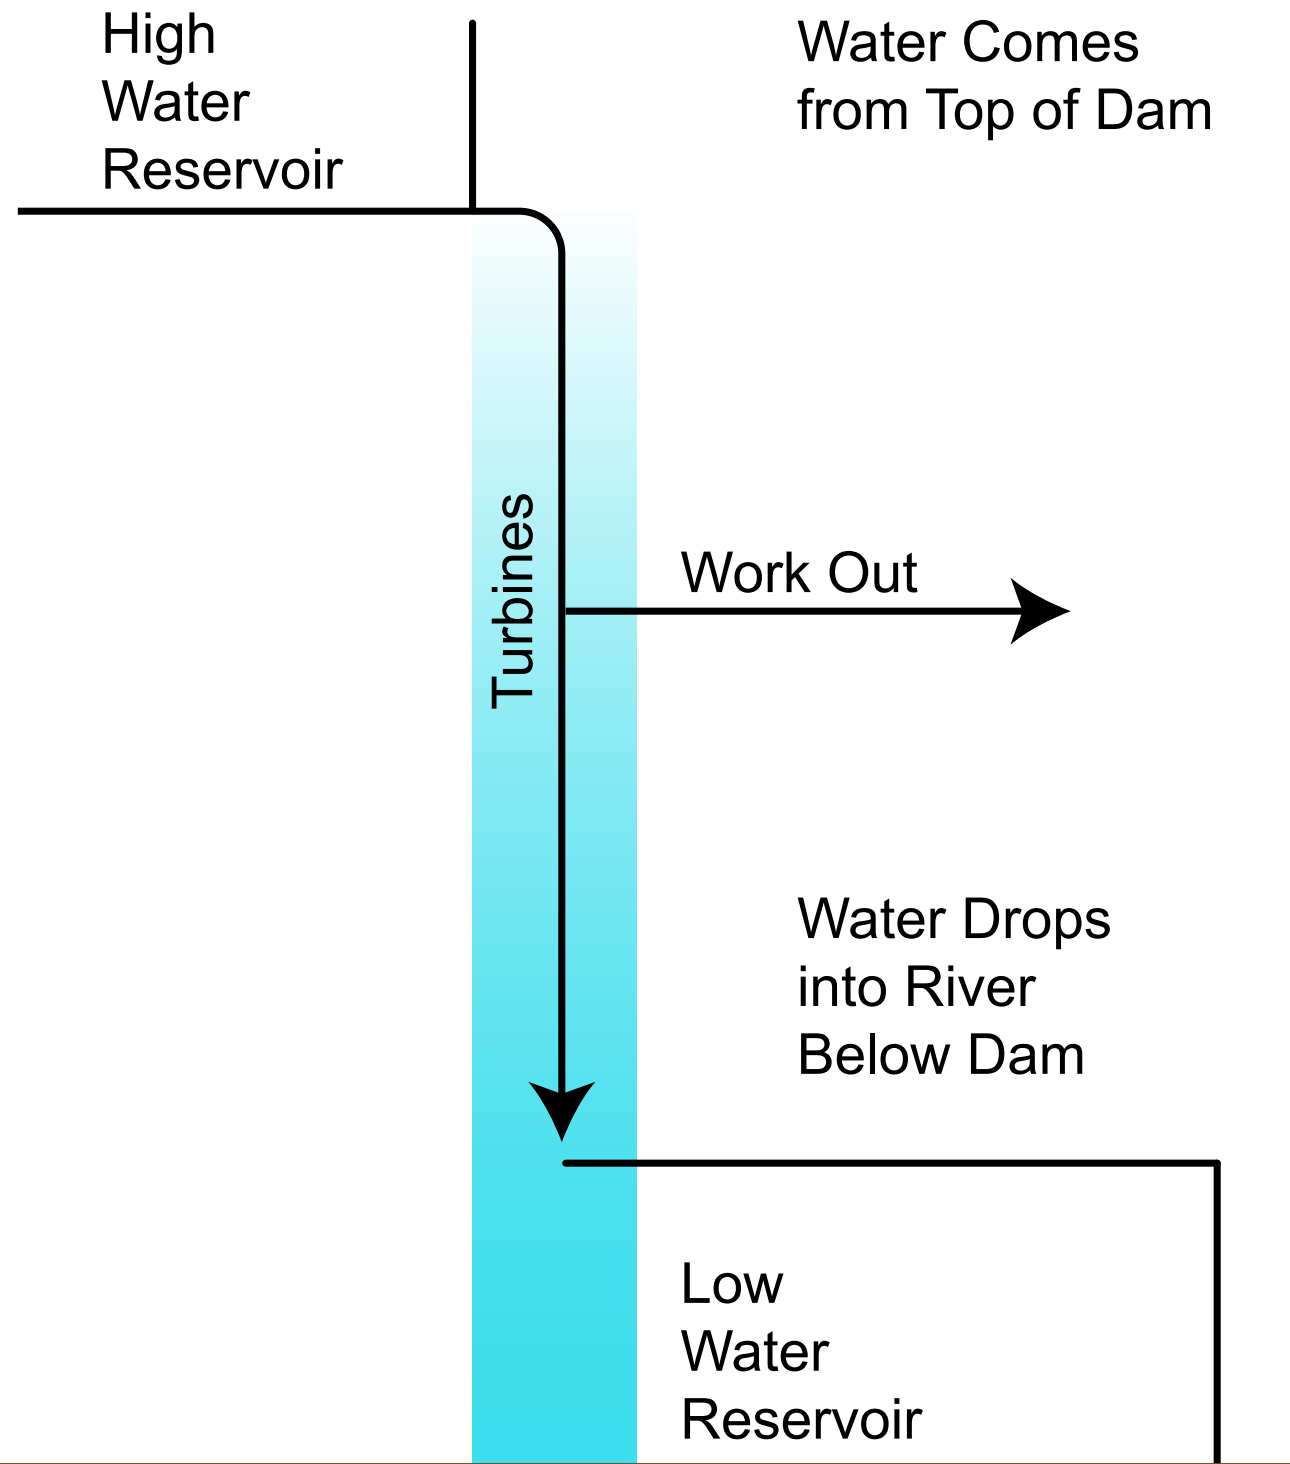 High
Water
Reservoir
Water Comes
from Top of Dam
Turbines
Work Out
Water Drops
into River
Below Dam
Low
Water
Reservoir